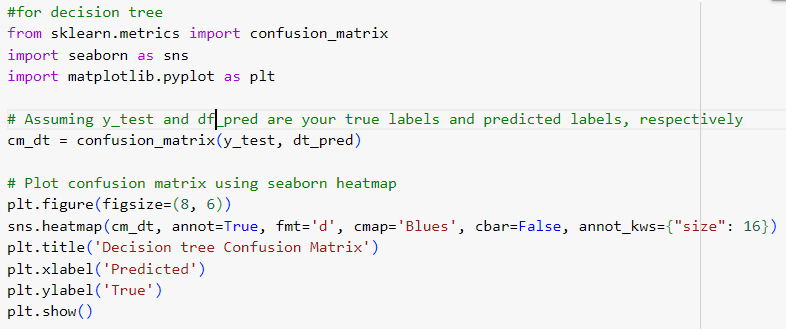 #for decision tree
from sklearn.metrics import confusion_matrix
import seaborn as sns
import matplotlib.pyplot as plt
# Assuming y_test and df_pred are your true labels and predicted labels, respectively
cm_dt = confusion_matrix(y_test, dt_pred)
# Plot confusion matrix using seaborn heatmap
plt.figure(figsize=(8, 6))
sns.heatmap(cm_dt, annot=True, fmt='d', cmap='Blues', cbar=False, annot_kws={"size": 16})
plt.title('Decision tree Confusion Matrix')
plt.xlabel('Predicted')
plt.ylabel('True')
plt.show()